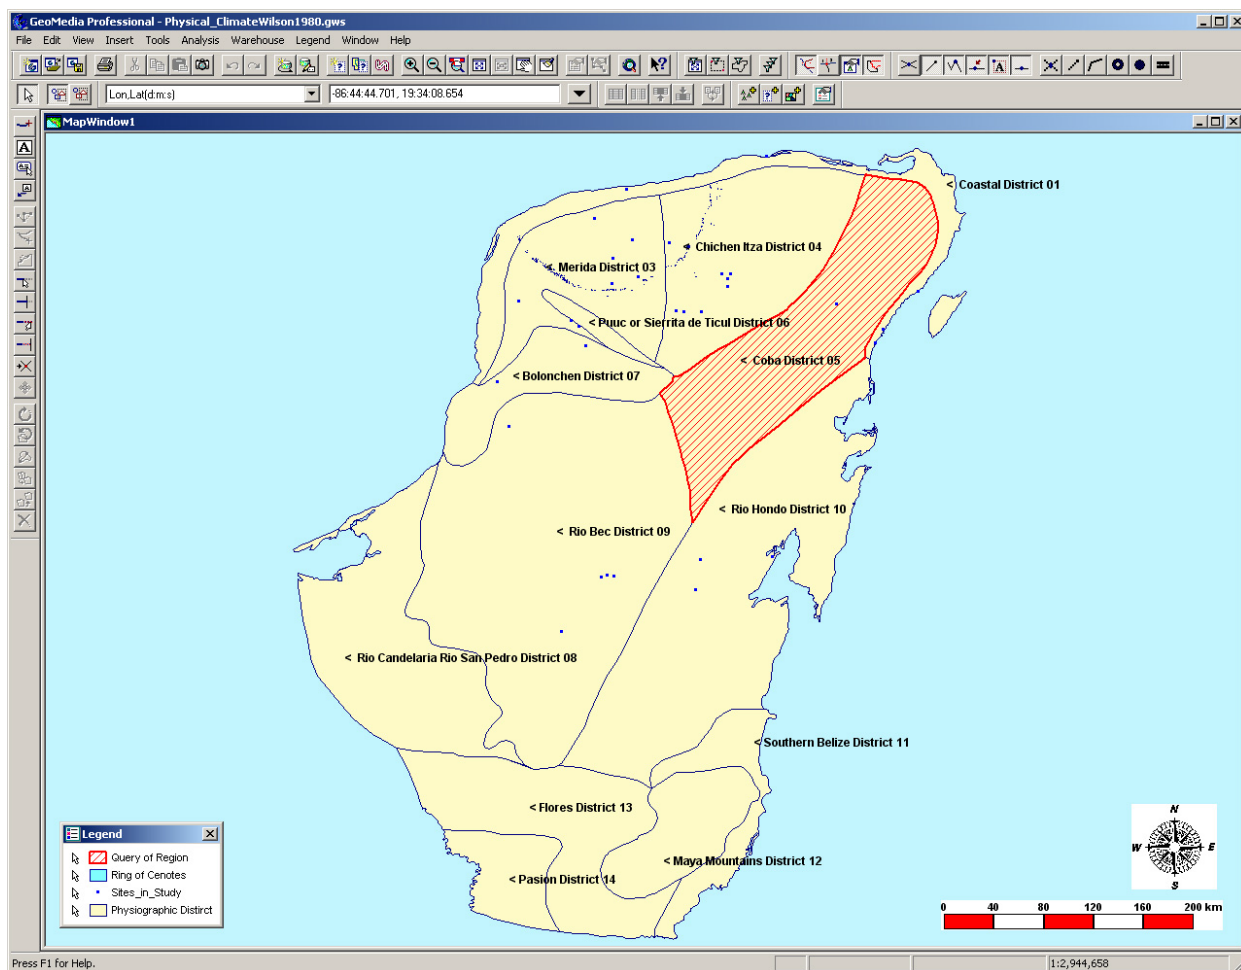 GeoMedia Professional - Physical_ClimateWilson1980.gws
File Edit View Insert Tools Analysis Warehouse Legend Window Help
Lon,Lat(d:m:s) -86:44:44.701, 19:34:08.654
MapWindow1
< Coastal District 01
< Chichen Itza District 04
< Merida District 03
< Puuc or Sierrita de Ticul District 06
< Coba District 05
< Bolonchen District 07
< Rio Hondo District 10
< Rio Bec District 09
< Rio Candelaria Rio San Pedro District 08
< Southern Belize District 11
< Flores District 13
< Maya Mountains District 12
< Pasion District 14
Legend
Query of Region
Ring of Cenotes
Sites_in_Study
Physiographic Distirct
N
W E
S
0 40 80 120 160 200 km
Press F1 for Help. 1:2,944,658